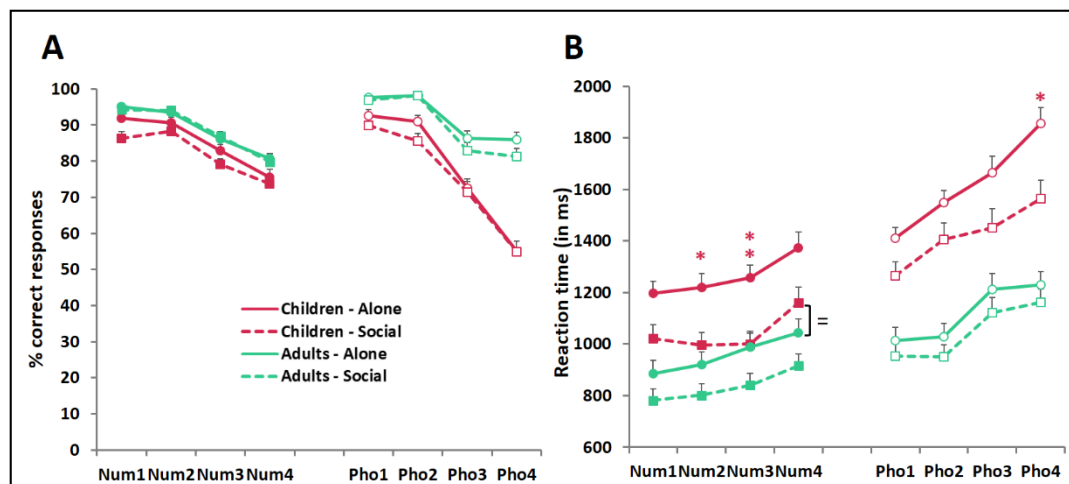 A
% correct responses
100
90
80
70
60
50
40
30
20
10
0
Children - Alone
Children - Social
Adults - Alone
Adults - Social
Num1 Num2 Num3 Num4 Pho1 Pho2 Pho3 Pho4
B
Reaction time (in ms)
2000
1800
1600
1400
1200
1000
800
600
*
*
*
*
=
Num1 Num2 Num3 Num4 Pho1 Pho2 Pho3 Pho4